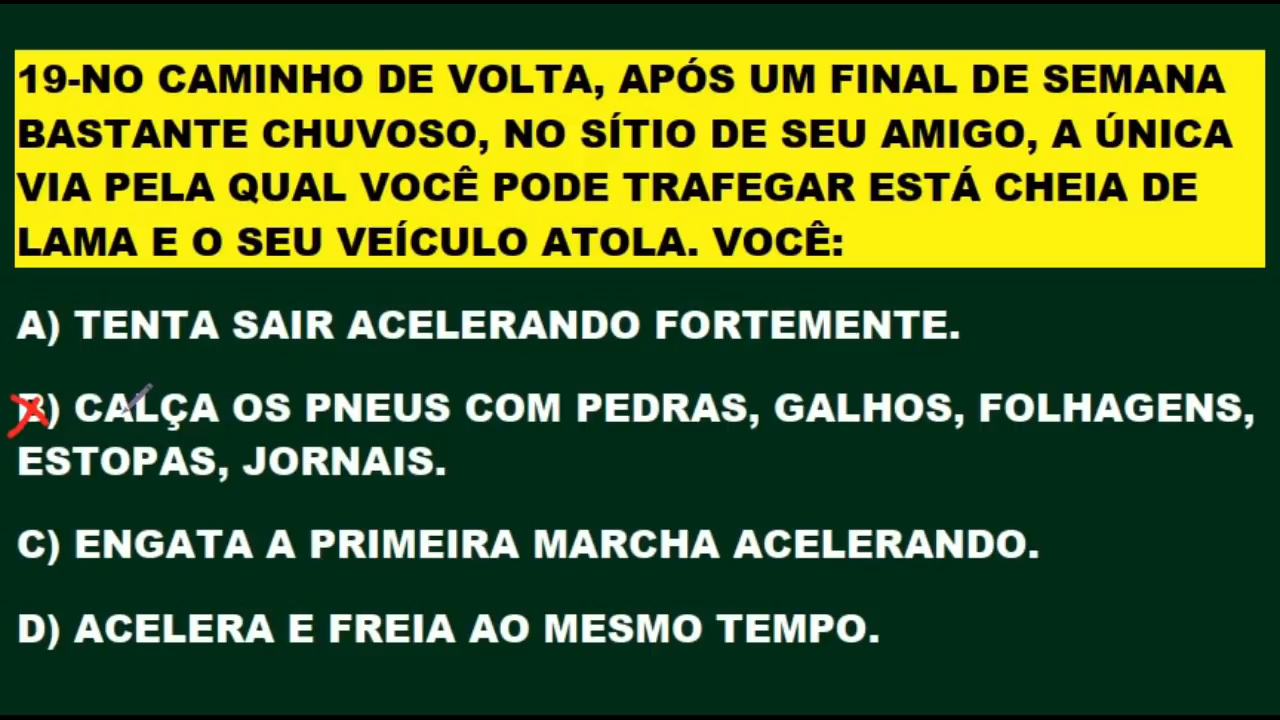 19-NO CAMINHO DE VOLTA, APÓS UM FINAL DE SEMANA
BASTANTE CHUVOSO, NO SÍTIO DE SEU AMIGO, A ÚNICA
VIA PELA QUAL VOCÊ PODE TRAFEGAR ESTÁ CHEIA DE
LAMA E O SEU VEÍCULO ATOLA. VOCÊ:
A) TENTA SAIR ACELERANDO FORTEMENTE.
B) CALÇA OS PNEUS COM PEDRAS, GALHOS, FOLHAGENS,
ESTOPAS, JORNAIS.
C) ENGATA A PRIMEIRA MARCHA ACELERANDO.
D) ACELERA E FREIA AO MESMO TEMPO.